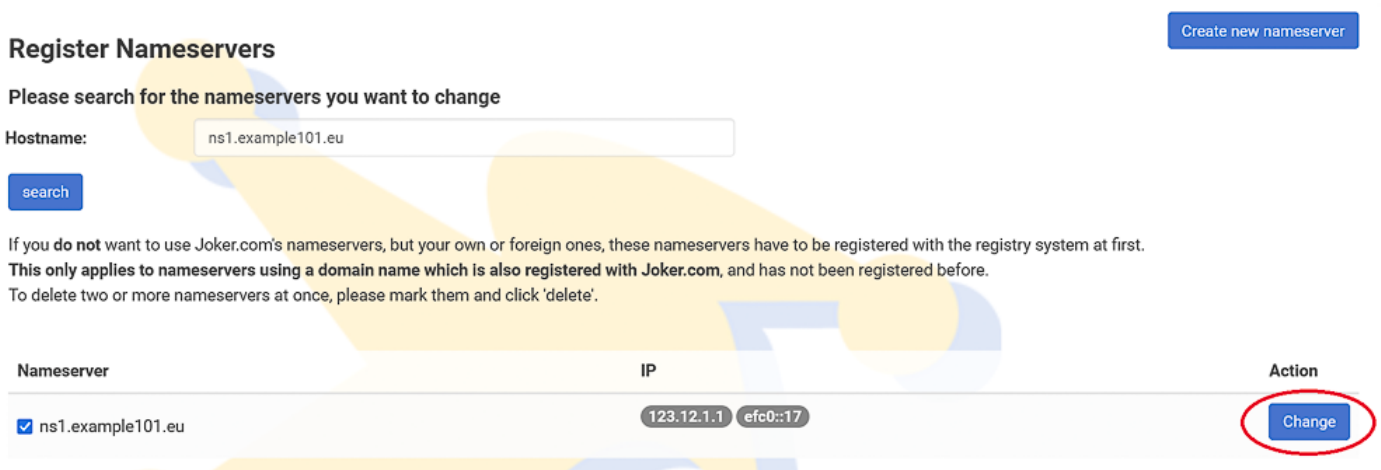 Create new nameserver
Register Nameservers
Please search for the nameservers you want to change
Hostname: ns1.example101.eu
search
If you do not want to use Joker.com's nameservers, but your own or foreign ones, these nameservers have to be registered with the registry system at first.
This only applies to nameservers using a domain name which is also registered with Joker.com, and has not been registered before.
To delete two or more nameservers at once, please mark them and click 'delete'.
Nameserver IP Action
ns1.example101.eu 123.12.1.1 efc0::17 Change